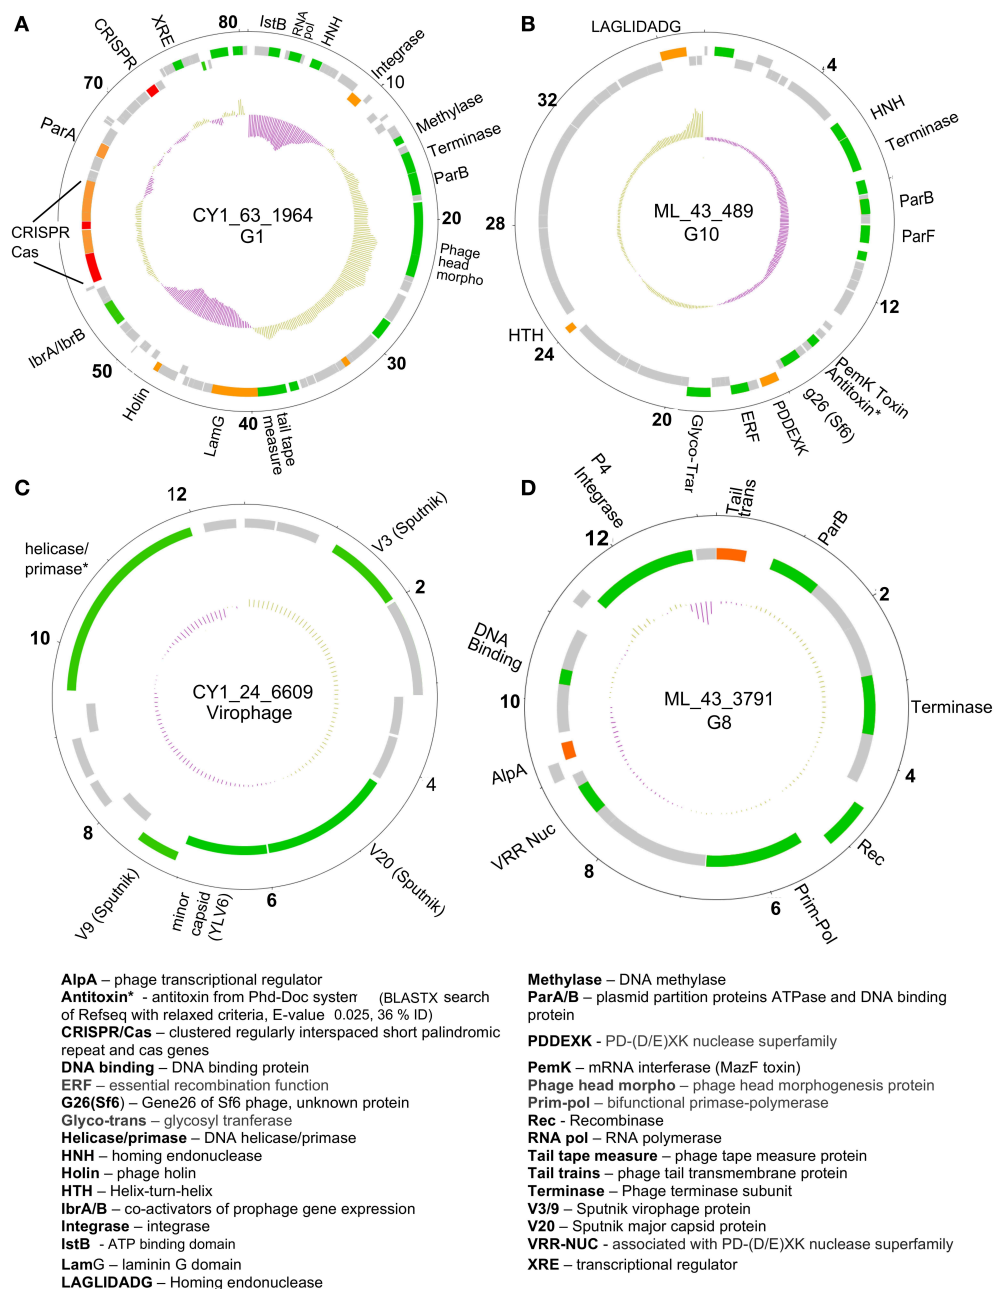 A
80
IstB
RNA
pol
HNH
XRE
CRISPR
Integrase
10
70
Methylase
ParA
Terminase
ParB
CY1_63_1964
G1
20
CRISPR
Cas
Phage
head
morpho
IbrA/IbrB
30
50
Holin
LamG
40
tail tape
measure
B
LAGLIDADG
4
32
HNH
Terminase
ML_43_489
G10
ParB
28
ParF
12
HTH
24
PemK Toxin
Antitoxin*
g26 (Sf6)
PDDEXK
ERF
20
Glyco-Trar
C
12
V3 (Sputnik)
helicase/
primase*
2
10
CY1_24_6609
Virophage
4
8
V20 (Sputnik)
V9 (Sputnik)
minor
capsid
(YLV6)
6
D
P4
Integrase
Tail
trans
ParB
12
2
DNA
Binding
10
ML_43_3791
G8
Terminase
AlpA
4
VRR Nuc
8
Rec
6
Prim-Pol
AlpA – phage transcriptional regulator
Antitoxin* - antitoxin from Phd-Doc system (BLASTX search
of Refseq with relaxed criteria, E-value 0.025, 36 % ID)
CRISPR/Cas – clustered regularly interspaced short palindromic
repeat and cas genes
DNA binding – DNA binding protein
ERF – essential recombination function
G26(Sf6) – Gene26 of Sf6 phage, unknown protein
Glyco-trans – glycosyl tranferase
Helicase/primase – DNA helicase/primase
HNH – homing endonuclease
Holin – phage holin
HTH – Helix-turn-helix
IbrA/B – co-activators of prophage gene expression
Integrase – integrase
IstB - ATP binding domain
LamG – laminin G domain
LAGLIDADG – Homing endonuclease
Methylase – DNA methylase
ParA/B – plasmid partition proteins ATPase and DNA binding
protein
PDDEXK - PD-(D/E)XK nuclease superfamily
PemK – mRNA interferase (MazF toxin)
Phage head morpho – phage head morphogenesis protein
Prim-pol – bifunctional primase-polymerase
Rec - Recombinase
RNA pol – RNA polymerase
Tail tape measure – phage tape measure protein
Tail trains – phage tail transmembrane protein
Terminase – Phage terminase subunit
V3/9 – Sputnik virophage protein
V20 – Sputnik major capsid protein
VRR-NUC - associated with PD-(D/E)XK nuclease superfamily
XRE – transcriptional regulator